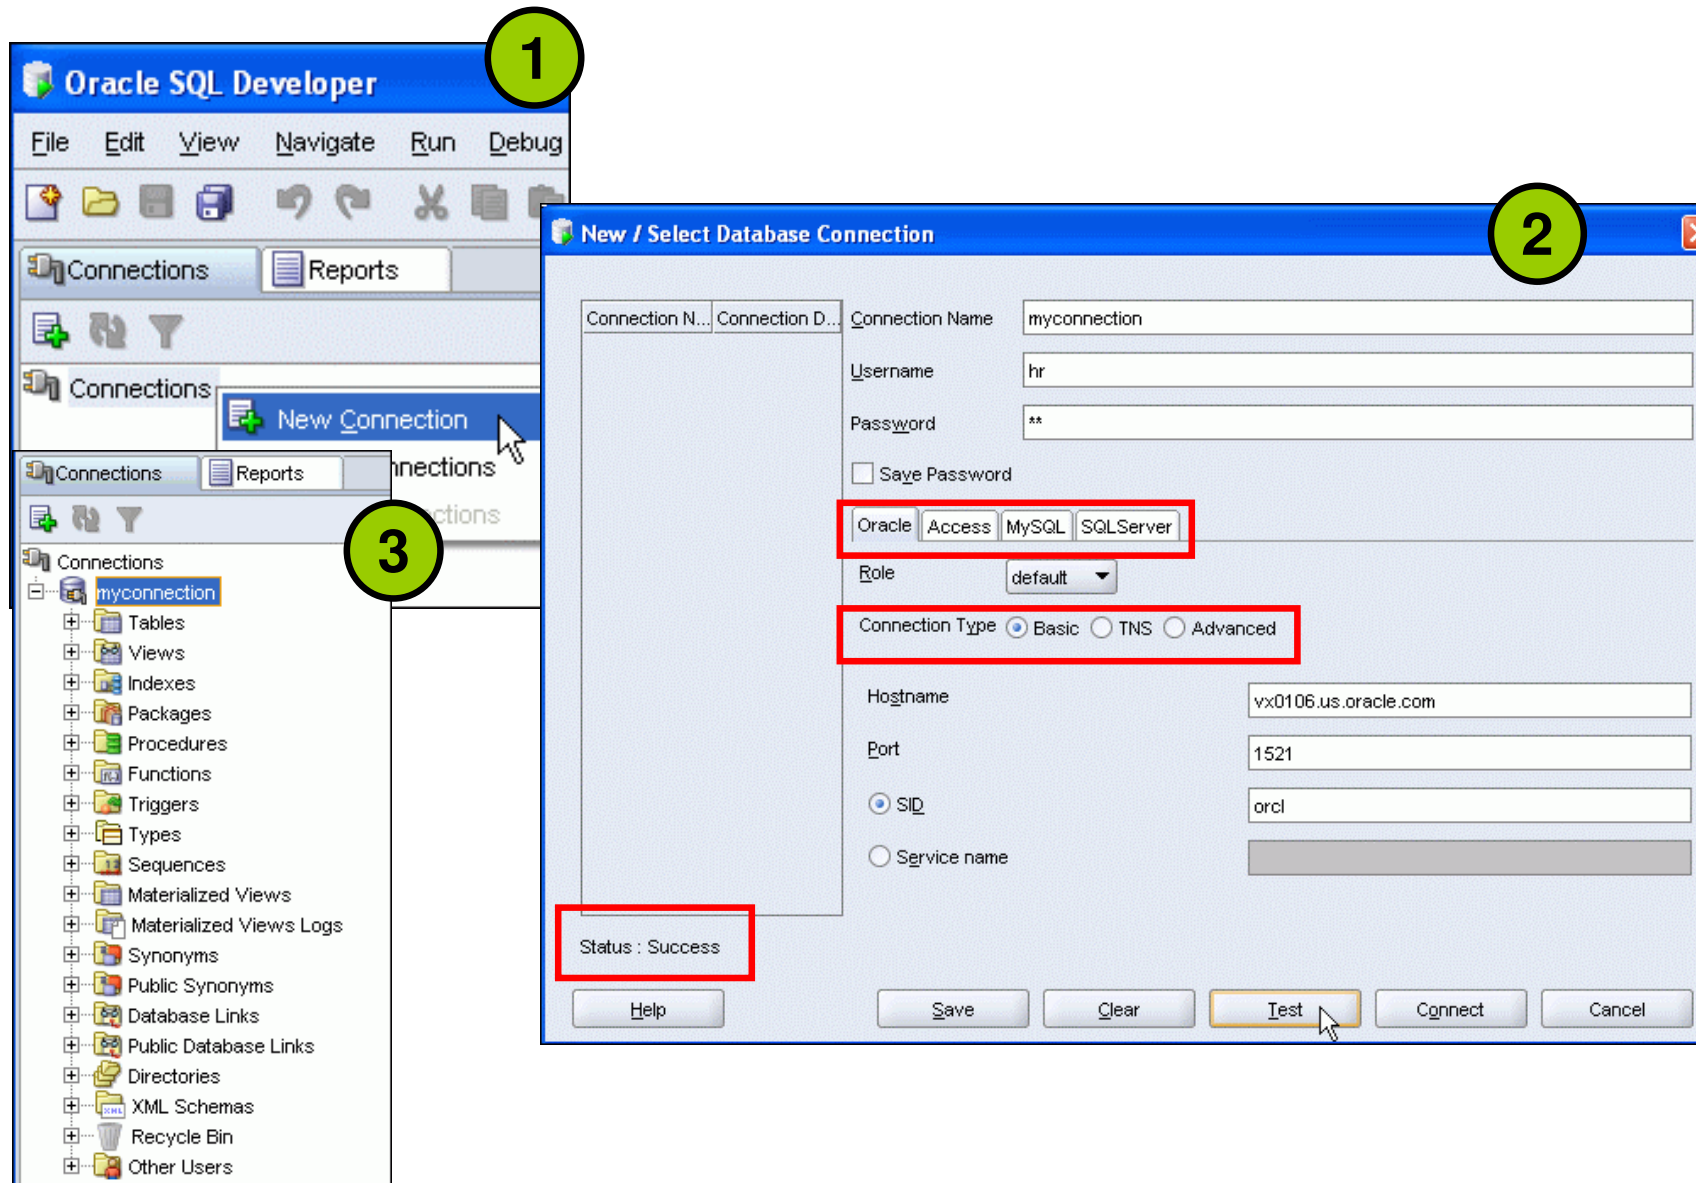 1
Oracle SQL Developer
File Edit View Navigate Run Debug
Connections Reports
Connections
New Connection
nnections
ctions
2
New / Select Database Connection
Connection N... Connection D...
Connection Name myconnection
Username hr
Password **
Save Password
Oracle Access MySQL SQLServer
Role default
Connection Type Basic TNS Advanced
Hostname vx0106.us.oracle.com
Port 1521
SID orcl
Service name
Status : Success
Help Save Clear Test Connect Cancel
3
Connections Reports
Connections
myconnection
Tables
Views
Indexes
Packages
Procedures
Functions
Triggers
Types
Sequences
Materialized Views
Materialized Views Logs
Synonyms
Public Synonyms
Database Links
Public Database Links
Directories
XML Schemas
Recycle Bin
Other Users